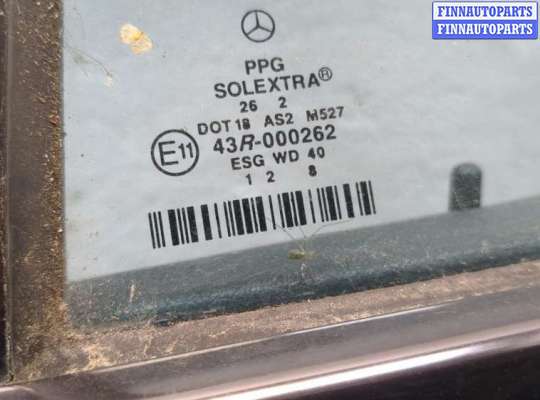 FINNAUTOPARTS
FINNAUTOPARTS
PPG
SOLEXTRA®
26 2
DOT 18 AS2 M527
E11 43R-000262
ESG WD 40
1 2 8